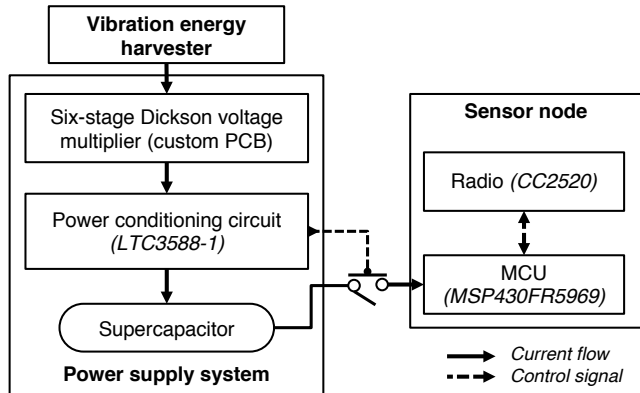 Vibration energy
harvester
Six-stage Dickson voltage
multiplier (custom PCB)
Power conditioning circuit
(LTC3588-1)
Supercapacitor
Power supply system
Sensor node
Radio (CC2520)
MCU
(MSP430FR5969)
Current flow
Control signal